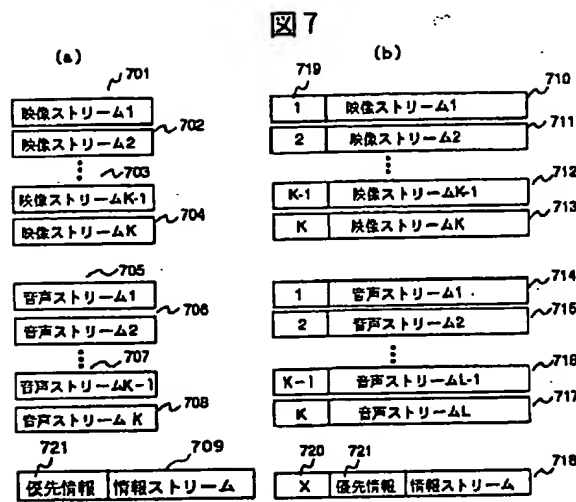 図7
(a)
701
映像ストリーム1
702
映像ストリーム2
703
映像ストリームK-1
704
映像ストリームK
705
音声ストリーム1
706
音声ストリーム2
707
音声ストリームK-1
708
音声ストリームK
721
709
優先情報 情報ストリーム
(b)
719
710
1 映像ストリーム1
711
2 映像ストリーム2
712
K-1 映像ストリームK-1
713
K 映像ストリームK
714
1 音声ストリーム1
715
2 音声ストリーム2
716
K-1 音声ストリームL-1
717
K 音声ストリームL
720
721
718
X 優先情報 情報ストリーム